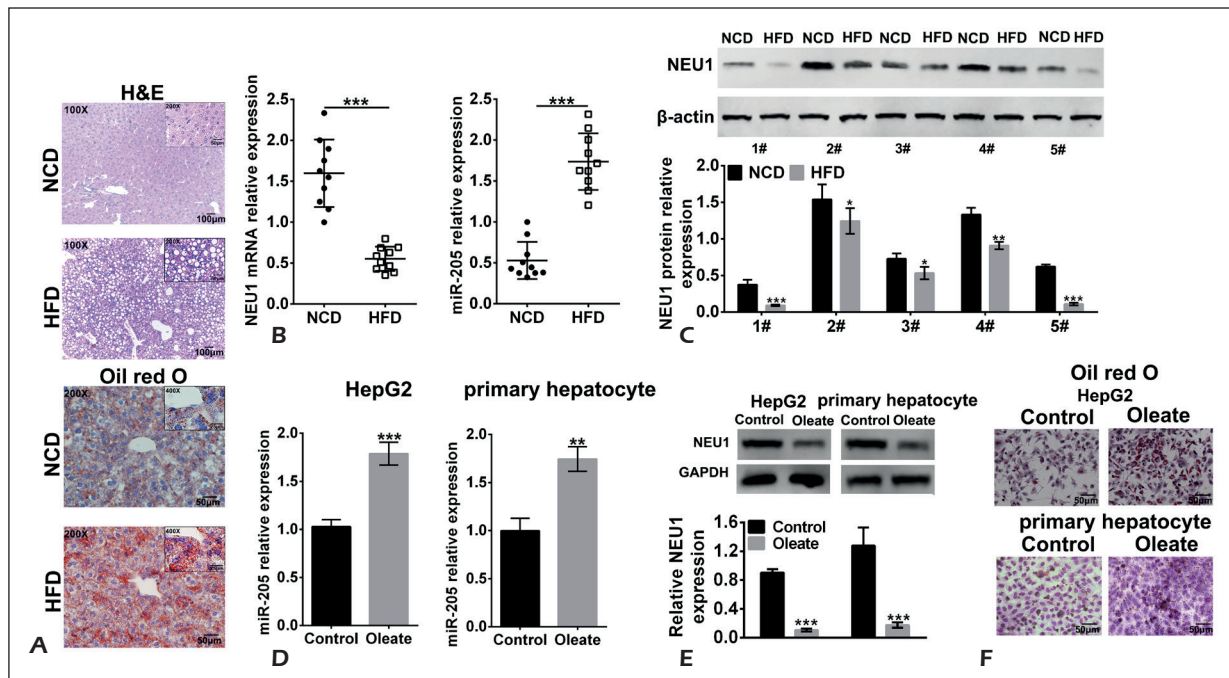 H&E
100X
200X
50μm
NCD
100μm
100X
200X
HFD
100μm
Oil red O
200X
400X
NCD
50μm
200X
400X
HFD
50μm
A
NEU1 mRNA relative expression
2.5
2.0
1.5
1.0
0.5
0.0
***
NCD HFD
miR-205 relative expression
2.5
2.0
1.5
1.0
0.5
0.0
***
NCD HFD
B
NCD HFD NCD HFD NCD HFD NCD HFD NCD HFD
NEU1
β-actin
1# 2# 3# 4# 5#
NEU1 protein relative
expression
2.0
1.5
1.0
0.5
0.0
NCD HFD
*** * * ** ***
1# 2# 3# 4# 5#
C
HepG2
miR-205 relative expression
2.0
1.5
1.0
0.5
0.0
***
Control Oleate
primary hepatocyte
miR-205 relative expression
2.0
1.5
1.0
0.5
0.0
**
Control Oleate
D
HepG2 primary hepatocyte
Control Oleate Control Oleate
NEU1
GAPDH
Relative NEU1
expression
1.6
1.2
0.8
0.4
0.0
Control
Oleate
*** ***
E
Oil red O
HepG2
Control Oleate
50μm 50μm
primary hepatocyte
Control Oleate
50μm 50μm
F